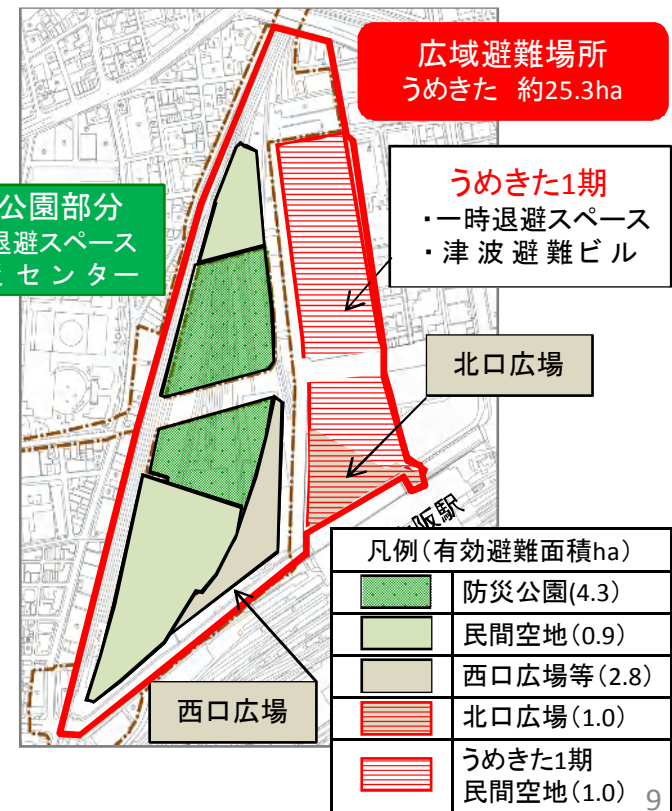 広域避難場所
うめきた 約25.3ha
公園部分
退避スペース
センター
うめきた1期
・一時退避スペース
・津波避難ビル
北口広場
阪駅
西口広場
凡例(有効避難面積ha)
防災公園(4.3)
民間空地(0.9)
西口広場等(2.8)
北口広場(1.0)
うめきた1期
民間空地(1.0)
9